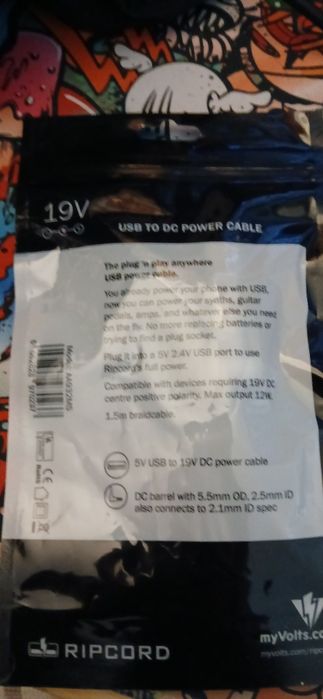 19V
USB TO DC POWER CABLE
The plug 'n play anywhere
USB power cable.
You already power your phone with USB,
now you can power your synths, guitar
pedals, amps, and whatever else you need
on the fly. No more replacing batteries or
trying to find a plug socket.
Plug it into a 5V 2.4V USB port to use
Ripcord's full power.
Compatible with devices requiring 19V DC
centre positive polarity. Max output 12W.
1.5m braidcable.
5V USB to 19V DC power cable
DC barrel with 5.5mm OD, 2.5mm ID
also connects to 2.1mm ID spec
CE
RoHS
RIPCORD
myVolts.co
myvolts.com/ripc